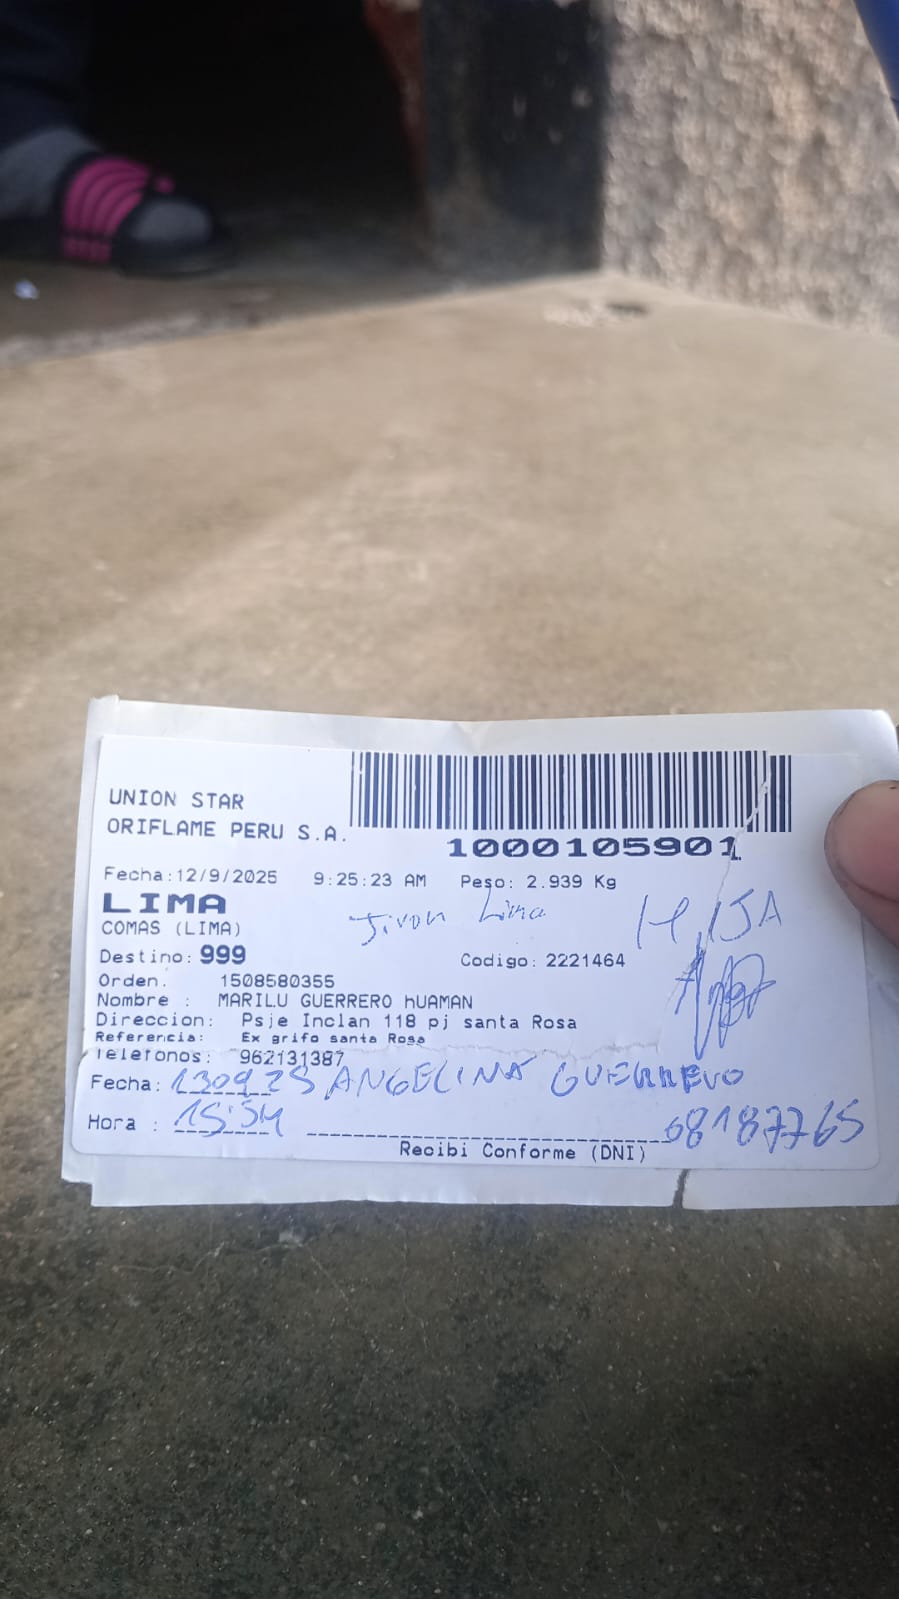 UNION STAR
ORIFLAME PERU S.A.
1000105901
Fecha:12/9/2025 9:25:23 AM Peso: 2.939 Kg
LIMA
Lima
HIJA
COMAS (LIMA)
Destino: 999 Codigo: 2221464
Orden. 1508580355
Nombre : MARILU GUERRERO hUAMAN
Direccion: Psje Inclan 118 pj santa Rosa
Referencia: Ex grifo santa Rosa
Telefonos: 962131387
Fecha: 130925 ANGELINA GUERRERO
Hora : 15:54 68187765
Recibi Conforme (DNI)